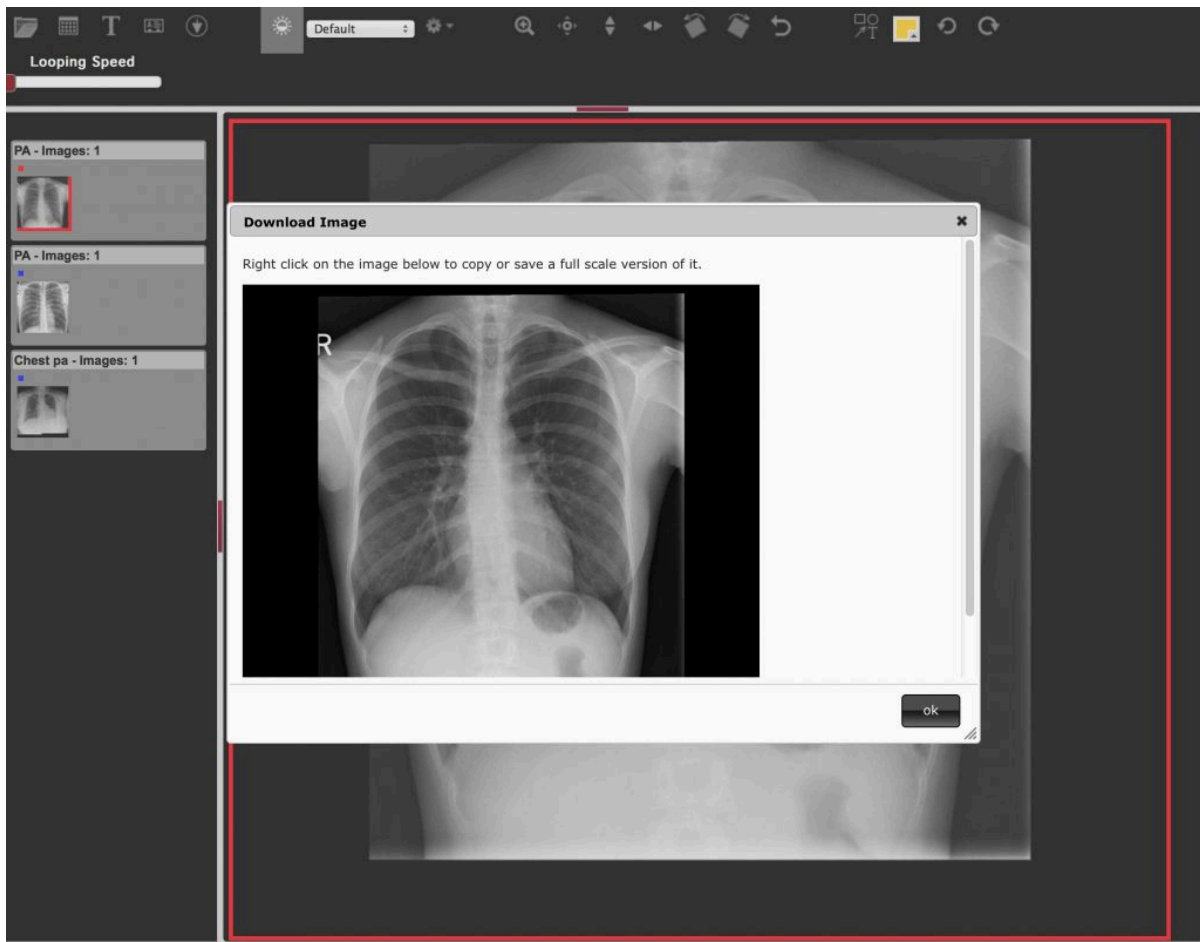 T
Default
T
Looping Speed
PA - Images: 1
PA - Images: 1
Chest pa - Images: 1
Download Image
Right click on the image below to copy or save a full scale version of it.
R
ok